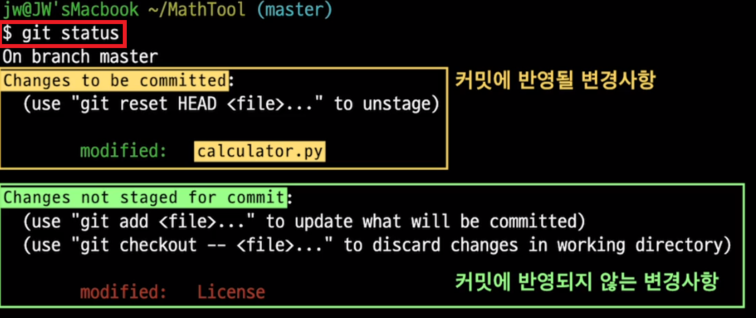 jw@JW'sMacbook ~/MathTool (master)
$ git status
On branch master
Changes to be committed: 커밋에 반영될 변경사항
(use "git reset HEAD <file>..." to unstage)
modified: calculator.py
Changes not staged for commit:
(use "git add <file>..." to update what will be committed)
(use "git checkout -- <file>..." to discard changes in working directory)
커밋에 반영되지 않는 변경사항
modified: License